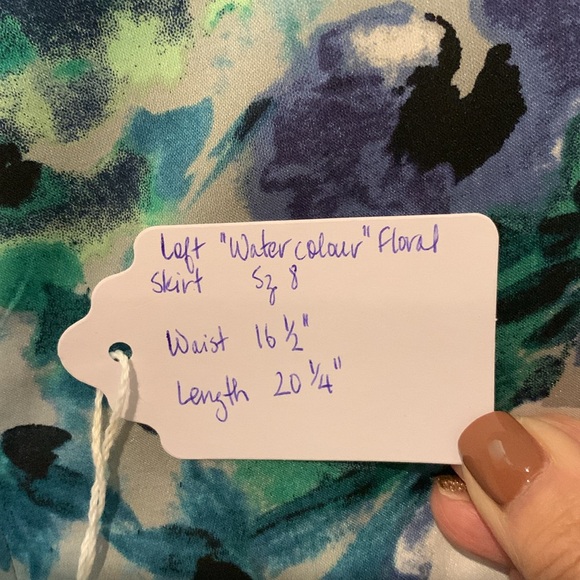 Loft "Watercolour" Floral
Skirt Sz 8
Waist 16 ½"
Length 20 ¼"